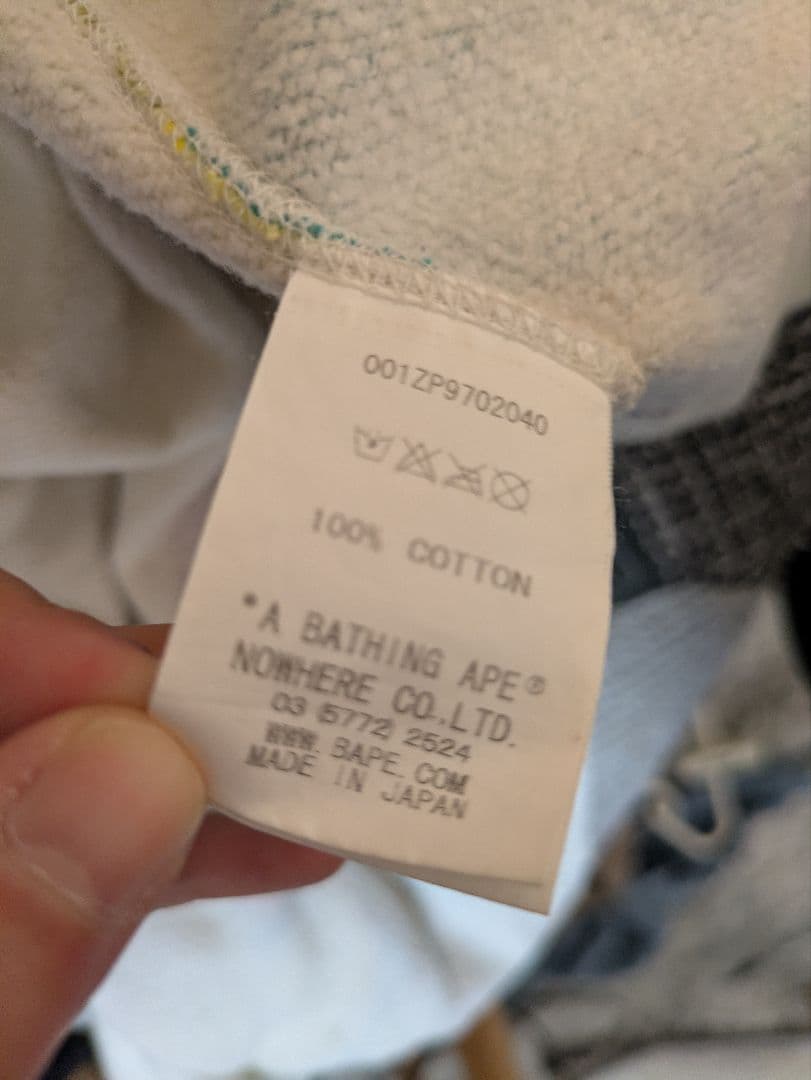 001ZP9702040
100% COTTON
*A BATHING APE®
NOWHERE CO.,LTD.
03 (5772) 2524
WWW.BAPE.COM
MADE IN JAPAN